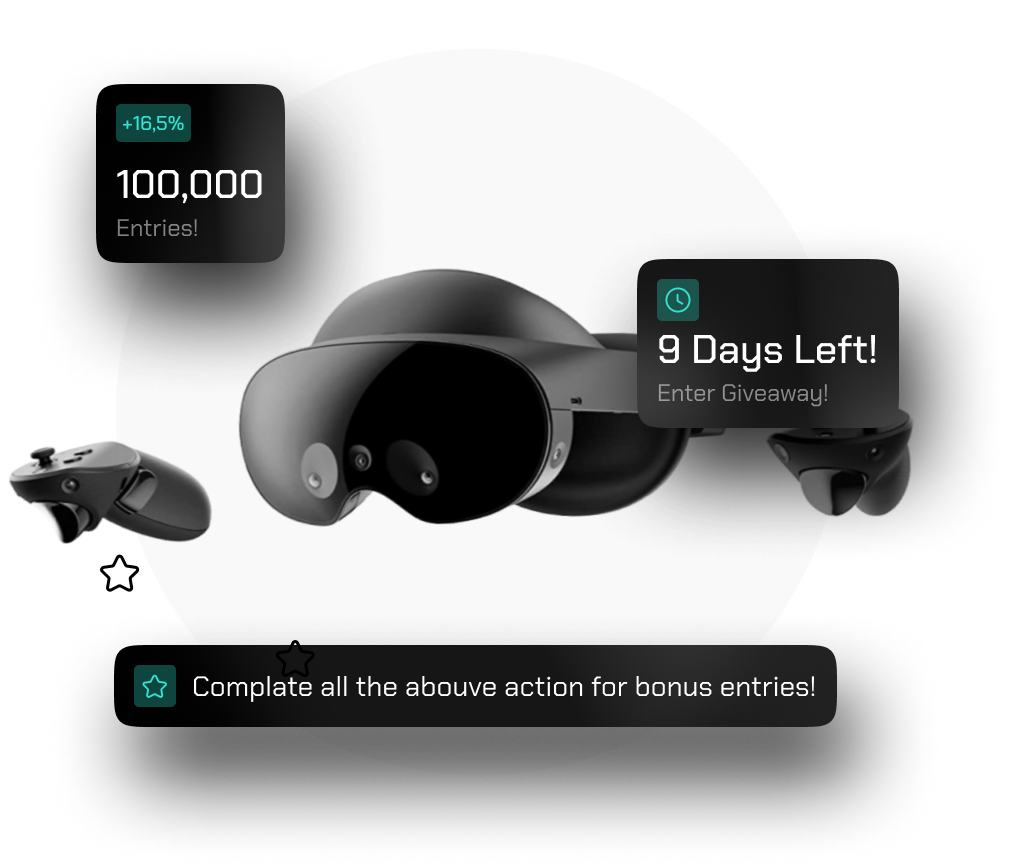 +16,5%
100,000
Entries!
9 Days Left!
Enter Giveaway!
Complate all the abouve action for bonus entries!